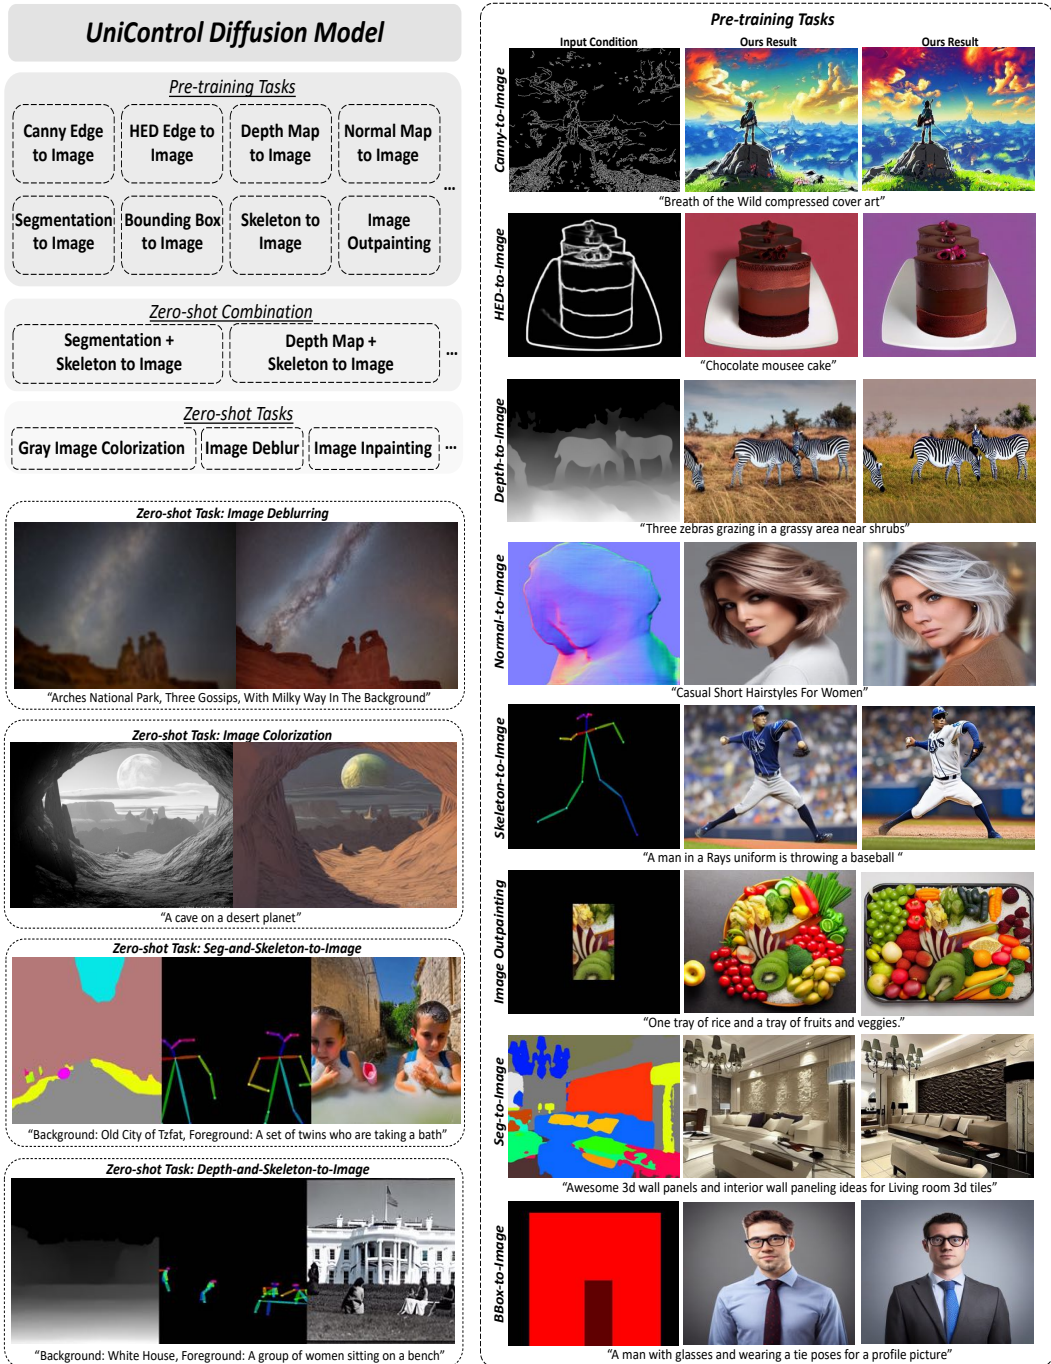 UniControl Diffusion Model
Pre-training Tasks
Canny Edge
to Image
HED Edge to
Image
Depth Map
to Image
Normal Map
to Image
...
Segmentation
to Image
Bounding Box
to Image
Skeleton to
Image
Image
Outpainting
Zero-shot Combination
Segmentation +
Skeleton to Image
Depth Map +
Skeleton to Image
...
Zero-shot Tasks
Gray Image Colorization
Image Deblur
Image Inpainting
...
Zero-shot Task: Image Deblurring
“Arches National Park, Three Gossips, With Milky Way In The Background”
Zero-shot Task: Image Colorization
“A cave on a desert planet”
Zero-shot Task: Seg-and-Skeleton-to-Image
“Background: Old City of Tzfat, Foreground: A set of twins who are taking a bath”
Zero-shot Task: Depth-and-Skeleton-to-Image
“Background: White House, Foreground: A group of women sitting on a bench”
Pre-training Tasks
Input Condition
Ours Result
Ours Result
Canny-to-Image
“Breath of the Wild compressed cover art”
HED-to-Image
“Chocolate mousee cake”
Depth-to-Image
“Three zebras grazing in a grassy area near shrubs”
Normal-to-Image
“Casual Short Hairstyles For Women”
Skeleton-to-Image
“A man in a Rays uniform is throwing a baseball “
Image Outpainting
“One tray of rice and a tray of fruits and veggies.”
Seg-to-Image
“Awesome 3d wall panels and interior wall paneling ideas for Living room 3d tiles”
BBox-to-Image
“A man with glasses and wearing a tie poses for a profile picture”